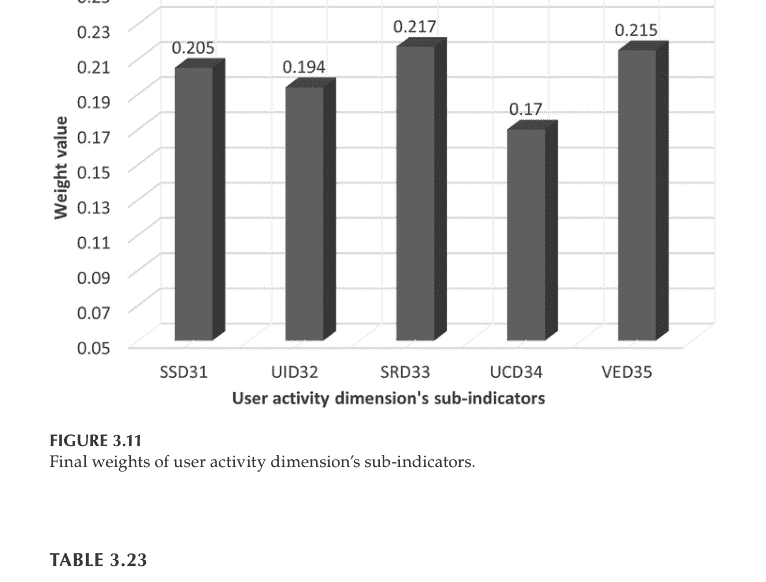 0.25
0.23
0.21
0.19
0.17
0.15
0.13
0.11
0.09
0.07
0.05
Weight value
0.205
0.194
0.217
0.17
0.215
SSD31 UID32 SRD33 UCD34 VED35
User activity dimension's sub-indicators
FIGURE 3.11
Final weights of user activity dimension’s sub-indicators.
TABLE 3.23